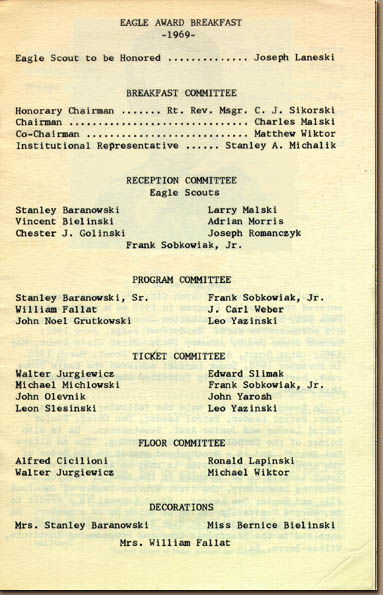 EAGLE AWARD BREAKFAST
-1969-
Eagle Scout to be Honored .............. Joseph Laneski
BREAKFAST COMMITTEE
Honorary Chairman ....... Rt. Rev. Msgr. C. J. Sikorski
Chairman ............................... Charles Malski
Co-Chairman ............................ Matthew Wiktor
Institutional Representative ...... Stanley A. Michalik
RECEPTION COMMITTEE
Eagle Scouts
Stanley Baranowski Larry Malski
Vincent Bielinski Adrian Morris
Chester J. Golinski Joseph Romanczyk
Frank Sobkowiak, Jr.
PROGRAM COMMITTEE
Stanley Baranowski, Sr. Frank Sobkowiak, Jr.
William Fallat J. Carl Weber
John Noel Grutkowski Leo Yazinski
TICKET COMMITTEE
Walter Jurgiewicz Edward Slimak
Michael Michlowski Frank Sobkowiak, Jr.
John Olevnik John Yarosh
Leon Slesinski Leo Yazinski
FLOOR COMMITTEE
Alfred Cicilioni Ronald Lapinski
Walter Jurgiewicz Michael Wiktor
DECORATIONS
Mrs. Stanley Baranowski Miss Bernice Bielinski
Mrs. William Fallat